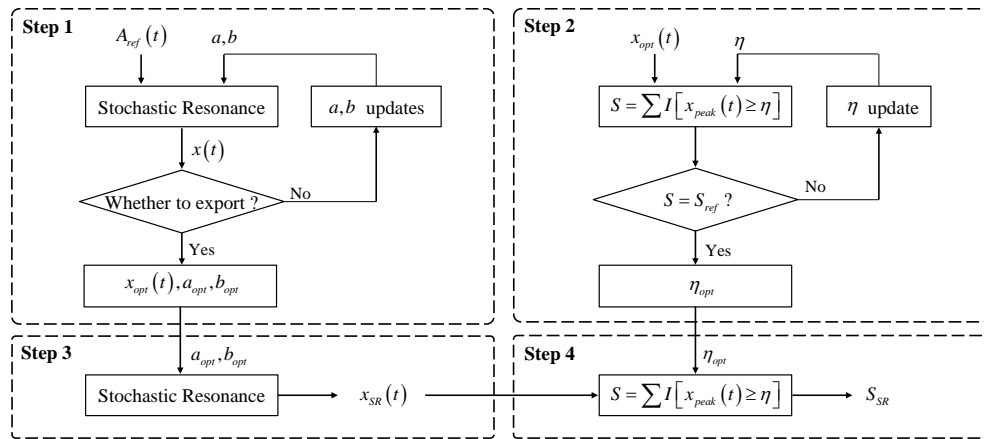 Step 1
A_ref(t)
a,b
Stochastic Resonance
a,b updates
x(t)
Whether to export ?
No
Yes
x_opt(t), a_opt, b_opt
Step 2
x_opt(t)
η
S = ∑ I[x_peak(t) ≥ η]
η update
S = S_ref ?
No
Yes
η_opt
Step 3
a_opt, b_opt
Stochastic Resonance
x_SR(t)
Step 4
η_opt
S = ∑ I[x_peak(t) ≥ η]
S_SR